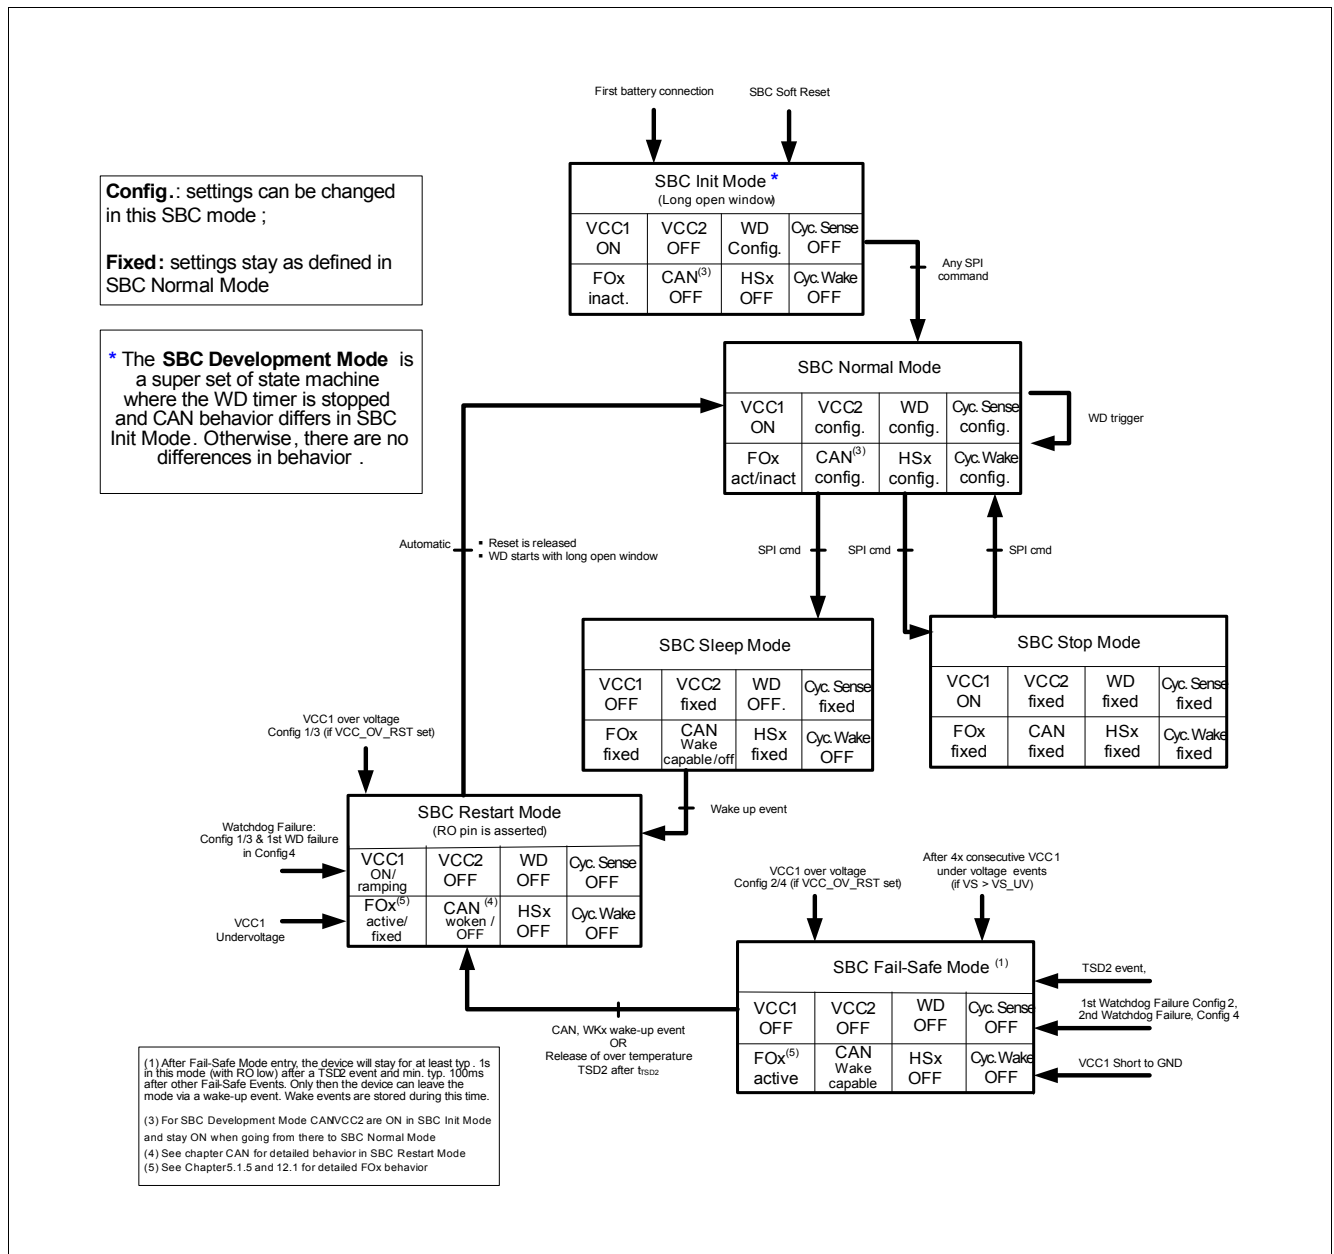 First battery connection
SBC Soft Reset
SBC Init Mode *
(Long open window)
VCC1
ON
VCC2
OFF
WD
Config.
Cyc. Sense
OFF
FOx
inact.
CAN(3)
OFF
HSx
OFF
Cyc. Wake
OFF
Config.: settings can be changed
in this SBC mode ;
Fixed: settings stay as defined in
SBC Normal Mode
* The SBC Development Mode is
a super set of state machine
where the WD timer is stopped
and CAN behavior differs in SBC
Init Mode. Otherwise, there are no
differences in behavior .
Any SPI
command
SBC Normal Mode
VCC1
ON
VCC2
config.
WD
config.
Cyc. Sense
config.
FOx
act/inact
CAN(3)
config.
HSx
config.
Cyc. Wake
config.
WD trigger
Automatic
▪ Reset is released
▪ WD starts with long open window
SPI cmd
SPI cmd
SPI cmd
SBC Sleep Mode
VCC1
OFF
VCC2
fixed
WD
OFF.
Cyc. Sense
fixed
FOx
fixed
CAN
Wake
capable/off
HSx
fixed
Cyc. Wake
OFF
SBC Stop Mode
VCC1
ON
VCC2
fixed
WD
fixed
Cyc. Sense
fixed
FOx
fixed
CAN
fixed
HSx
fixed
Cyc. Wake
fixed
VCC1 over voltage
Config 1/3 (if VCC_OV_RST set)
Wake up event
SBC Restart Mode
(RO pin is asserted)
VCC1
ON/
ramping
VCC2
OFF
WD
OFF
Cyc. Sense
OFF
FOx(5)
active/
fixed
CAN (4)
woken /
OFF
HSx
OFF
Cyc. Wake
OFF
Watchdog Failure:
Config 1/3 & 1st WD failure
in Config4
VCC1
Undervoltage
VCC1 over voltage
Config 2/4 (if VCC_OV_RST set)
After 4x consecutive VCC1
under voltage events
(if VS > VS_UV)
SBC Fail-Safe Mode (1)
VCC1
OFF
VCC2
OFF
WD
OFF
Cyc. Sense
OFF
FOx(5)
active
CAN
Wake
capable
HSx
OFF
Cyc. Wake
OFF
TSD2 event,
1st Watchdog Failure Config 2,
2nd Watchdog Failure, Config 4
VCC1 Short to GND
CAN, WKx wake-up event
OR
Release of over temperature
TSD2 after tTSD2
(1) After Fail-Safe Mode entry, the device will stay for at least typ. 1s
in this mode (with RO low) after a TSD2 event and min. typ. 100ms
after other Fail-Safe Events. Only then the device can leave the
mode via a wake-up event. Wake events are stored during this time.
(3) For SBC Development Mode CAN/VCC2 are ON in SBC Init Mode
and stay ON when going from there to SBC Normal Mode
(4) See chapter CAN for detailed behavior in SBC Restart Mode
(5) See Chapter5.1.5 and 12.1 for detailed FOx behavior